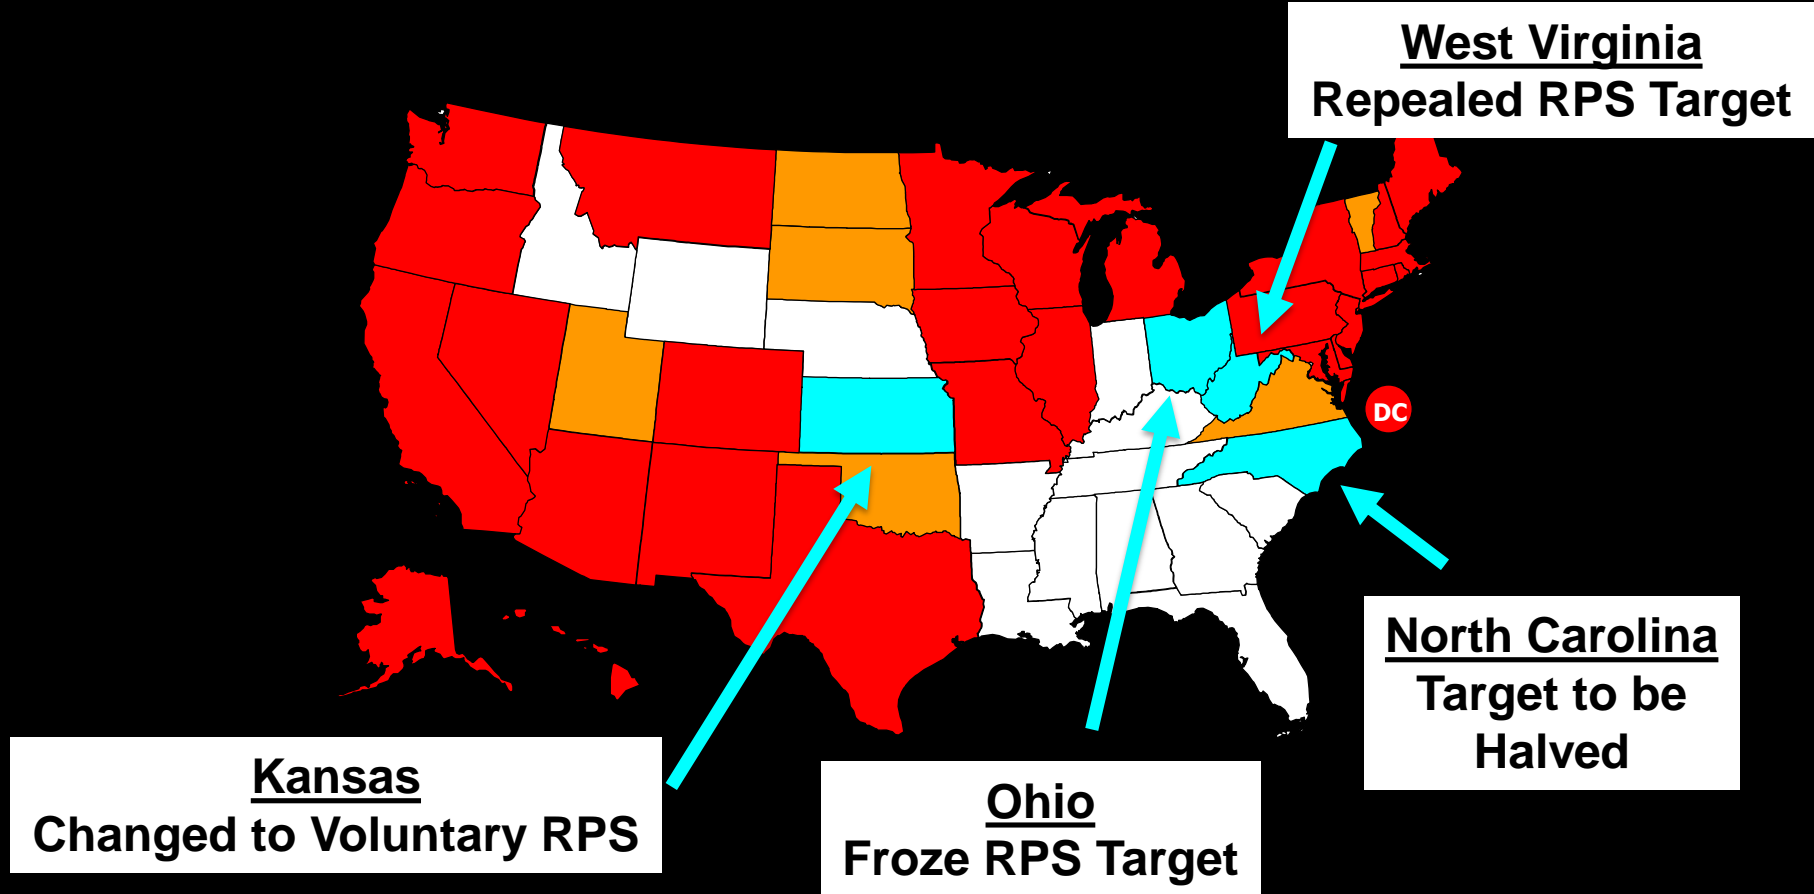 West Virginia
Repealed RPS Target
DC
North Carolina
Target to be
Halved
Kansas
Changed to Voluntary RPS
Ohio
Froze RPS Target